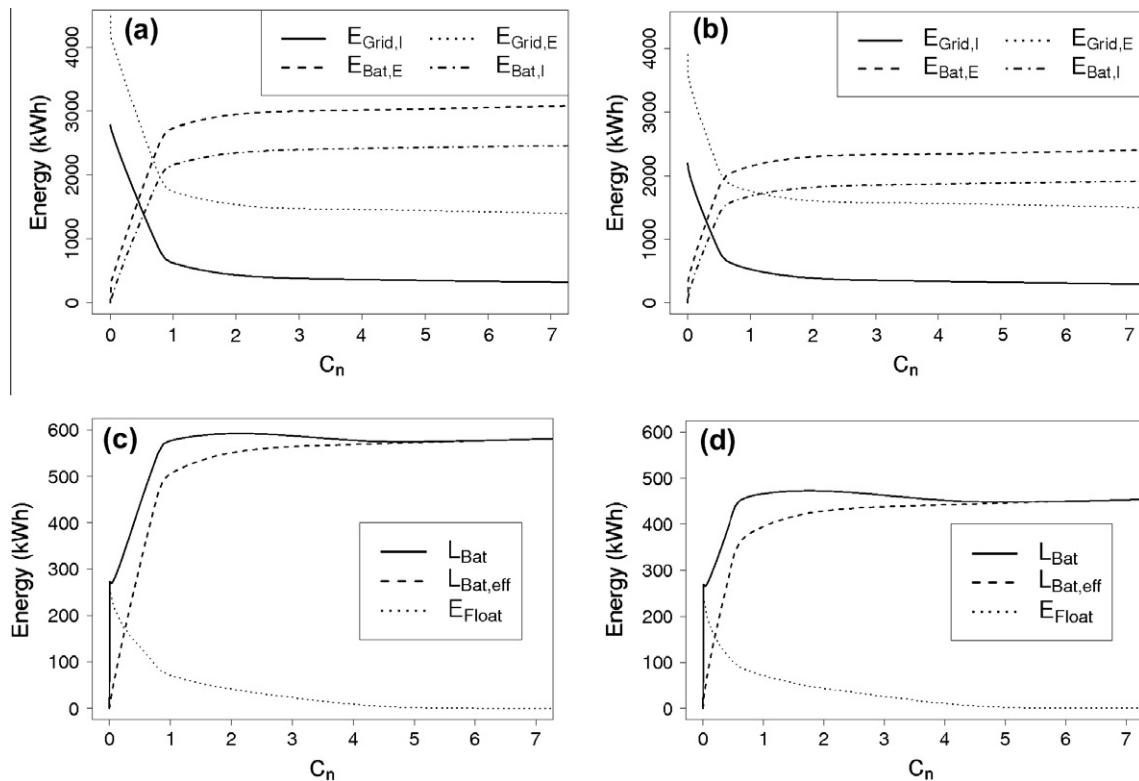 (a)
E_Grid,I E_Grid,E
E_Bat,E E_Bat,I
Energy (kWh)
0 1000 2000 3000 4000
0 1 2 3 4 5 6 7
C_n
(b)
E_Grid,I E_Grid,E
E_Bat,E E_Bat,I
Energy (kWh)
0 1000 2000 3000 4000
0 1 2 3 4 5 6 7
C_n
(c)
L_Bat
L_Bat,eff
E_Float
Energy (kWh)
0 100 200 300 400 500 600
0 1 2 3 4 5 6 7
C_n
(d)
L_Bat
L_Bat,eff
E_Float
Energy (kWh)
0 100 200 300 400 500 600
0 1 2 3 4 5 6 7
C_n